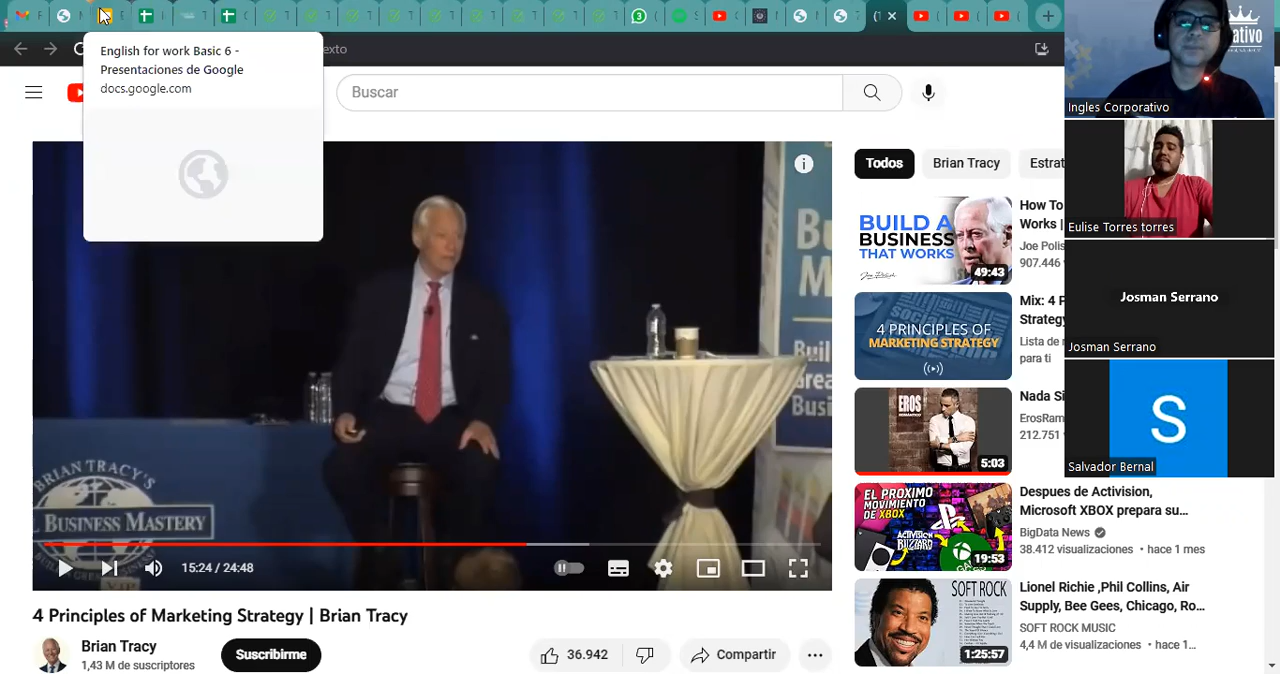 English for work Basic 6 -
Presentaciones de Google
docs.google.com
exto
Buscar
Todos
Brian Tracy
Estrat
BUILD A
BUSINESS
THAT WORKS
49:43
How To
Works |
Joe Polis
907.446
4 PRINCIPLES OF
MARKETING STRATEGY
Mix: 4 P
Strategy
Lista de
para ti
EROS
5:03
Nada Si
ErosRam
212.751
EL PROXIMO
MOVIMIENTO
DE XBOX
ACTIVISION
BLIZZARD
19:53
Despues de Activision,
Microsoft XBOX prepara su...
BigData News
38.412 visualizaciones • hace 1 mes
SOFT ROCK
1:25:57
Lionel Richie ,Phil Collins, Air
Supply, Bee Gees, Chicago, Ro...
SOFT ROCK MUSIC
4,4 M de visualizaciones • hace 1...
BRIAN TRACY'S
BUSINESS MASTERY
15:24 / 24:48
4 Principles of Marketing Strategy | Brian Tracy
Brian Tracy
1,43 M de suscriptores
Suscribirme
36.942
Compartir
ativo
Ingles Corporativo
Eulise Torres torres
Josman Serrano
Josman Serrano
S
Salvador Bernal